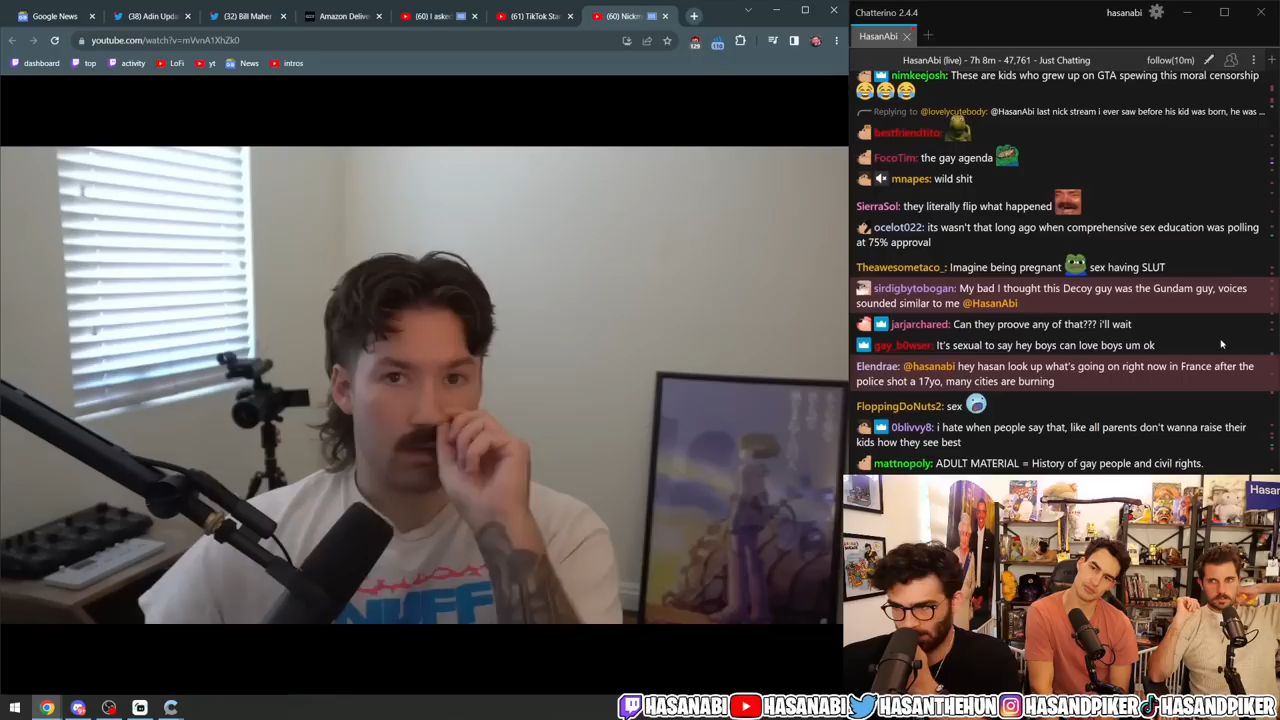 Google News
(38) Adin Upda
(32) Bill Maher
Amazon Delive
(60) I aske
(61) TikTok Sta
(60) Nickm
youtube.com/watch?v=mVvnA1XhZk0
dashboard
top
activity
LoFi
yt
News
intros
Chatterino 2.4.4
hasanabi
HasanAbi
HasanAbi (live) - 7h 8m - 47,761 - Just Chatting
follow(10m)
nimkeejosh: These are kids who grew up on GTA spewing this moral censorship
Replying to @lovelycutebody: @HasanAbi last nick stream i ever saw before his kid was born, he was ...
bestfriendtito:
FocoTim: the gay agenda
mnapes: wild shit
SierraSol: they literally flip what happened
ocelot022: its wasn't that long ago when comprehensive sex education was polling
at 75% approval
Theawesometaco_: Imagine being pregnant sex having SLUT
sirdigbytobogan: My bad I thought this Decoy guy was the Gundam guy, voices
sounded similar to me @HasanAbi
jarjarchared: Can they proove any of that??? i'll wait
gay_b0wser: It's sexual to say hey boys can love boys um ok
Elendrae: @hasanabi hey hasan look up what's going on right now in France after the
police shot a 17yo, many cities are burning
FloppingDoNuts2: sex
0blivvy8: i hate when people say that, like all parents don't wanna raise their
kids how they see best
mattnopoly: ADULT MATERIAL = History of gay people and civil rights.
Hasan
HASANABI
HASANABI
HASANTHEHUN
HASANDPIKER
HASANDPIKER